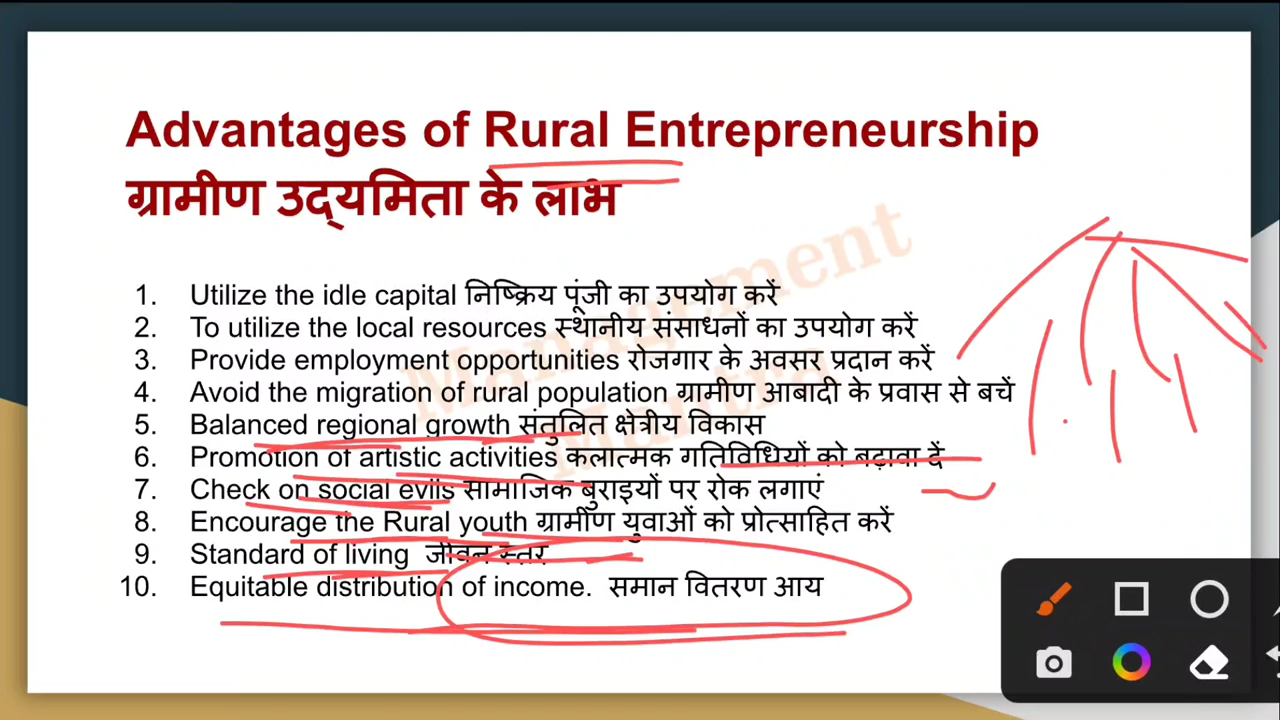 Advantages of Rural Entrepreneurship
ग्रामीण उद्यमिता के लाभ
1. Utilize the idle capital निष्क्रिय पूंजी का उपयोग करें
2. To utilize the local resources स्थानीय संसाधनों का उपयोग करें
3. Provide employment opportunities रोजगार के अवसर प्रदान करें
4. Avoid the migration of rural population ग्रामीण आबादी के प्रवास से बचें
5. Balanced regional growth संतुलित क्षेत्रीय विकास
6. Promotion of artistic activities कलात्मक गतिविधियों को बढ़ावा दें
7. Check on social evils सामाजिक बुराइयों पर रोक लगाएं
8. Encourage the Rural youth ग्रामीण युवाओं को प्रोत्साहित करें
9. Standard of living जीवन स्तर
10. Equitable distribution of income. समान वितरण आय
Management
Mantra